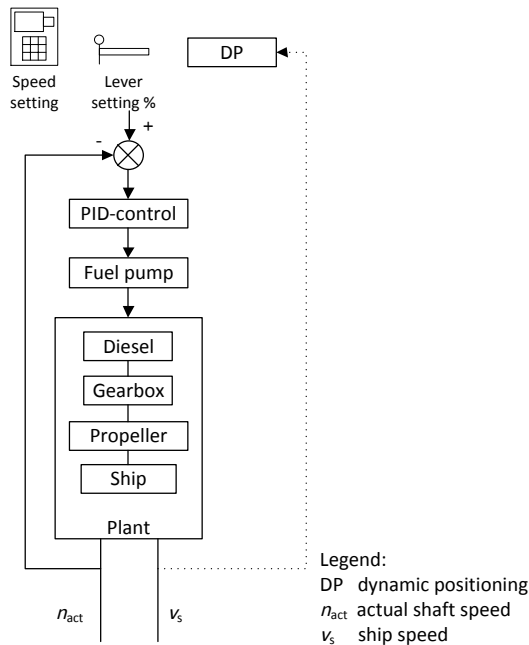 DP
Speed
setting
Lever
setting %
+
-
PID-control
Fuel pump
Diesel
Gearbox
Propeller
Ship
Plant
nact
vs
Legend:
DP dynamic positioning
nact actual shaft speed
vs ship speed